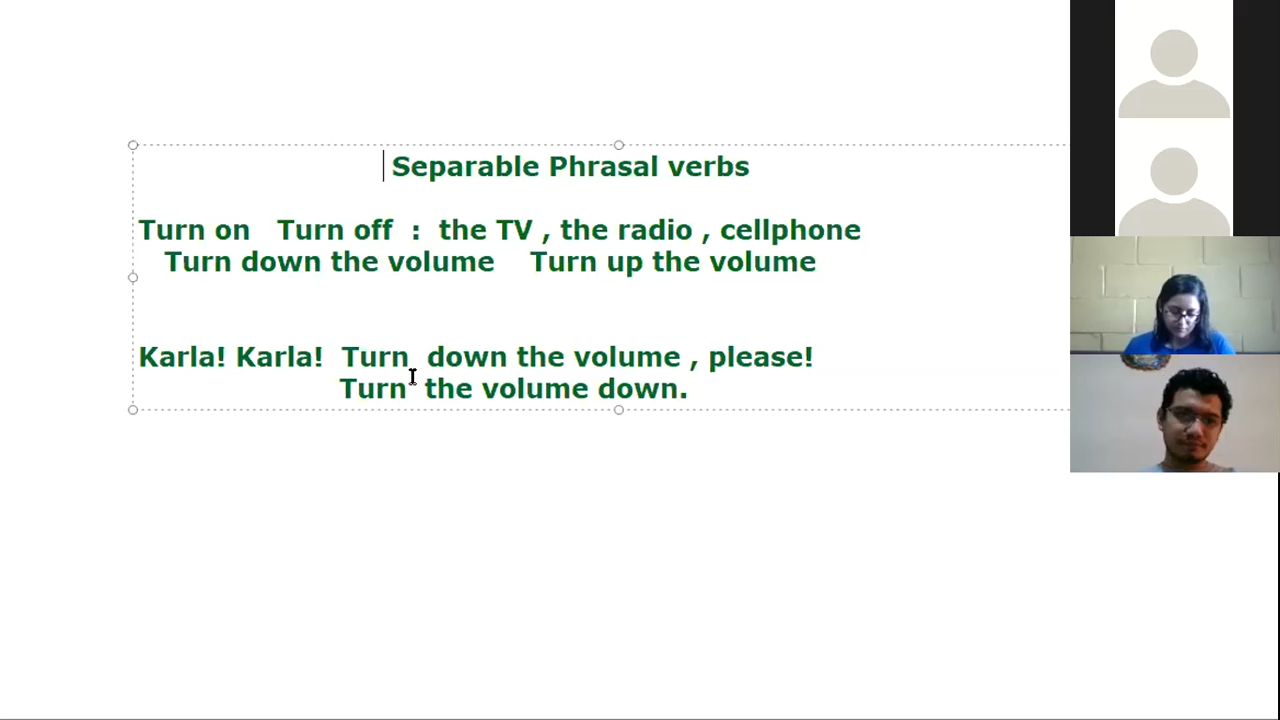 Separable Phrasal verbs
Turn on Turn off : the TV , the radio , cellphone
Turn down the volume Turn up the volume
Karla! Karla! Turn down the volume , please!
Turn the volume down.